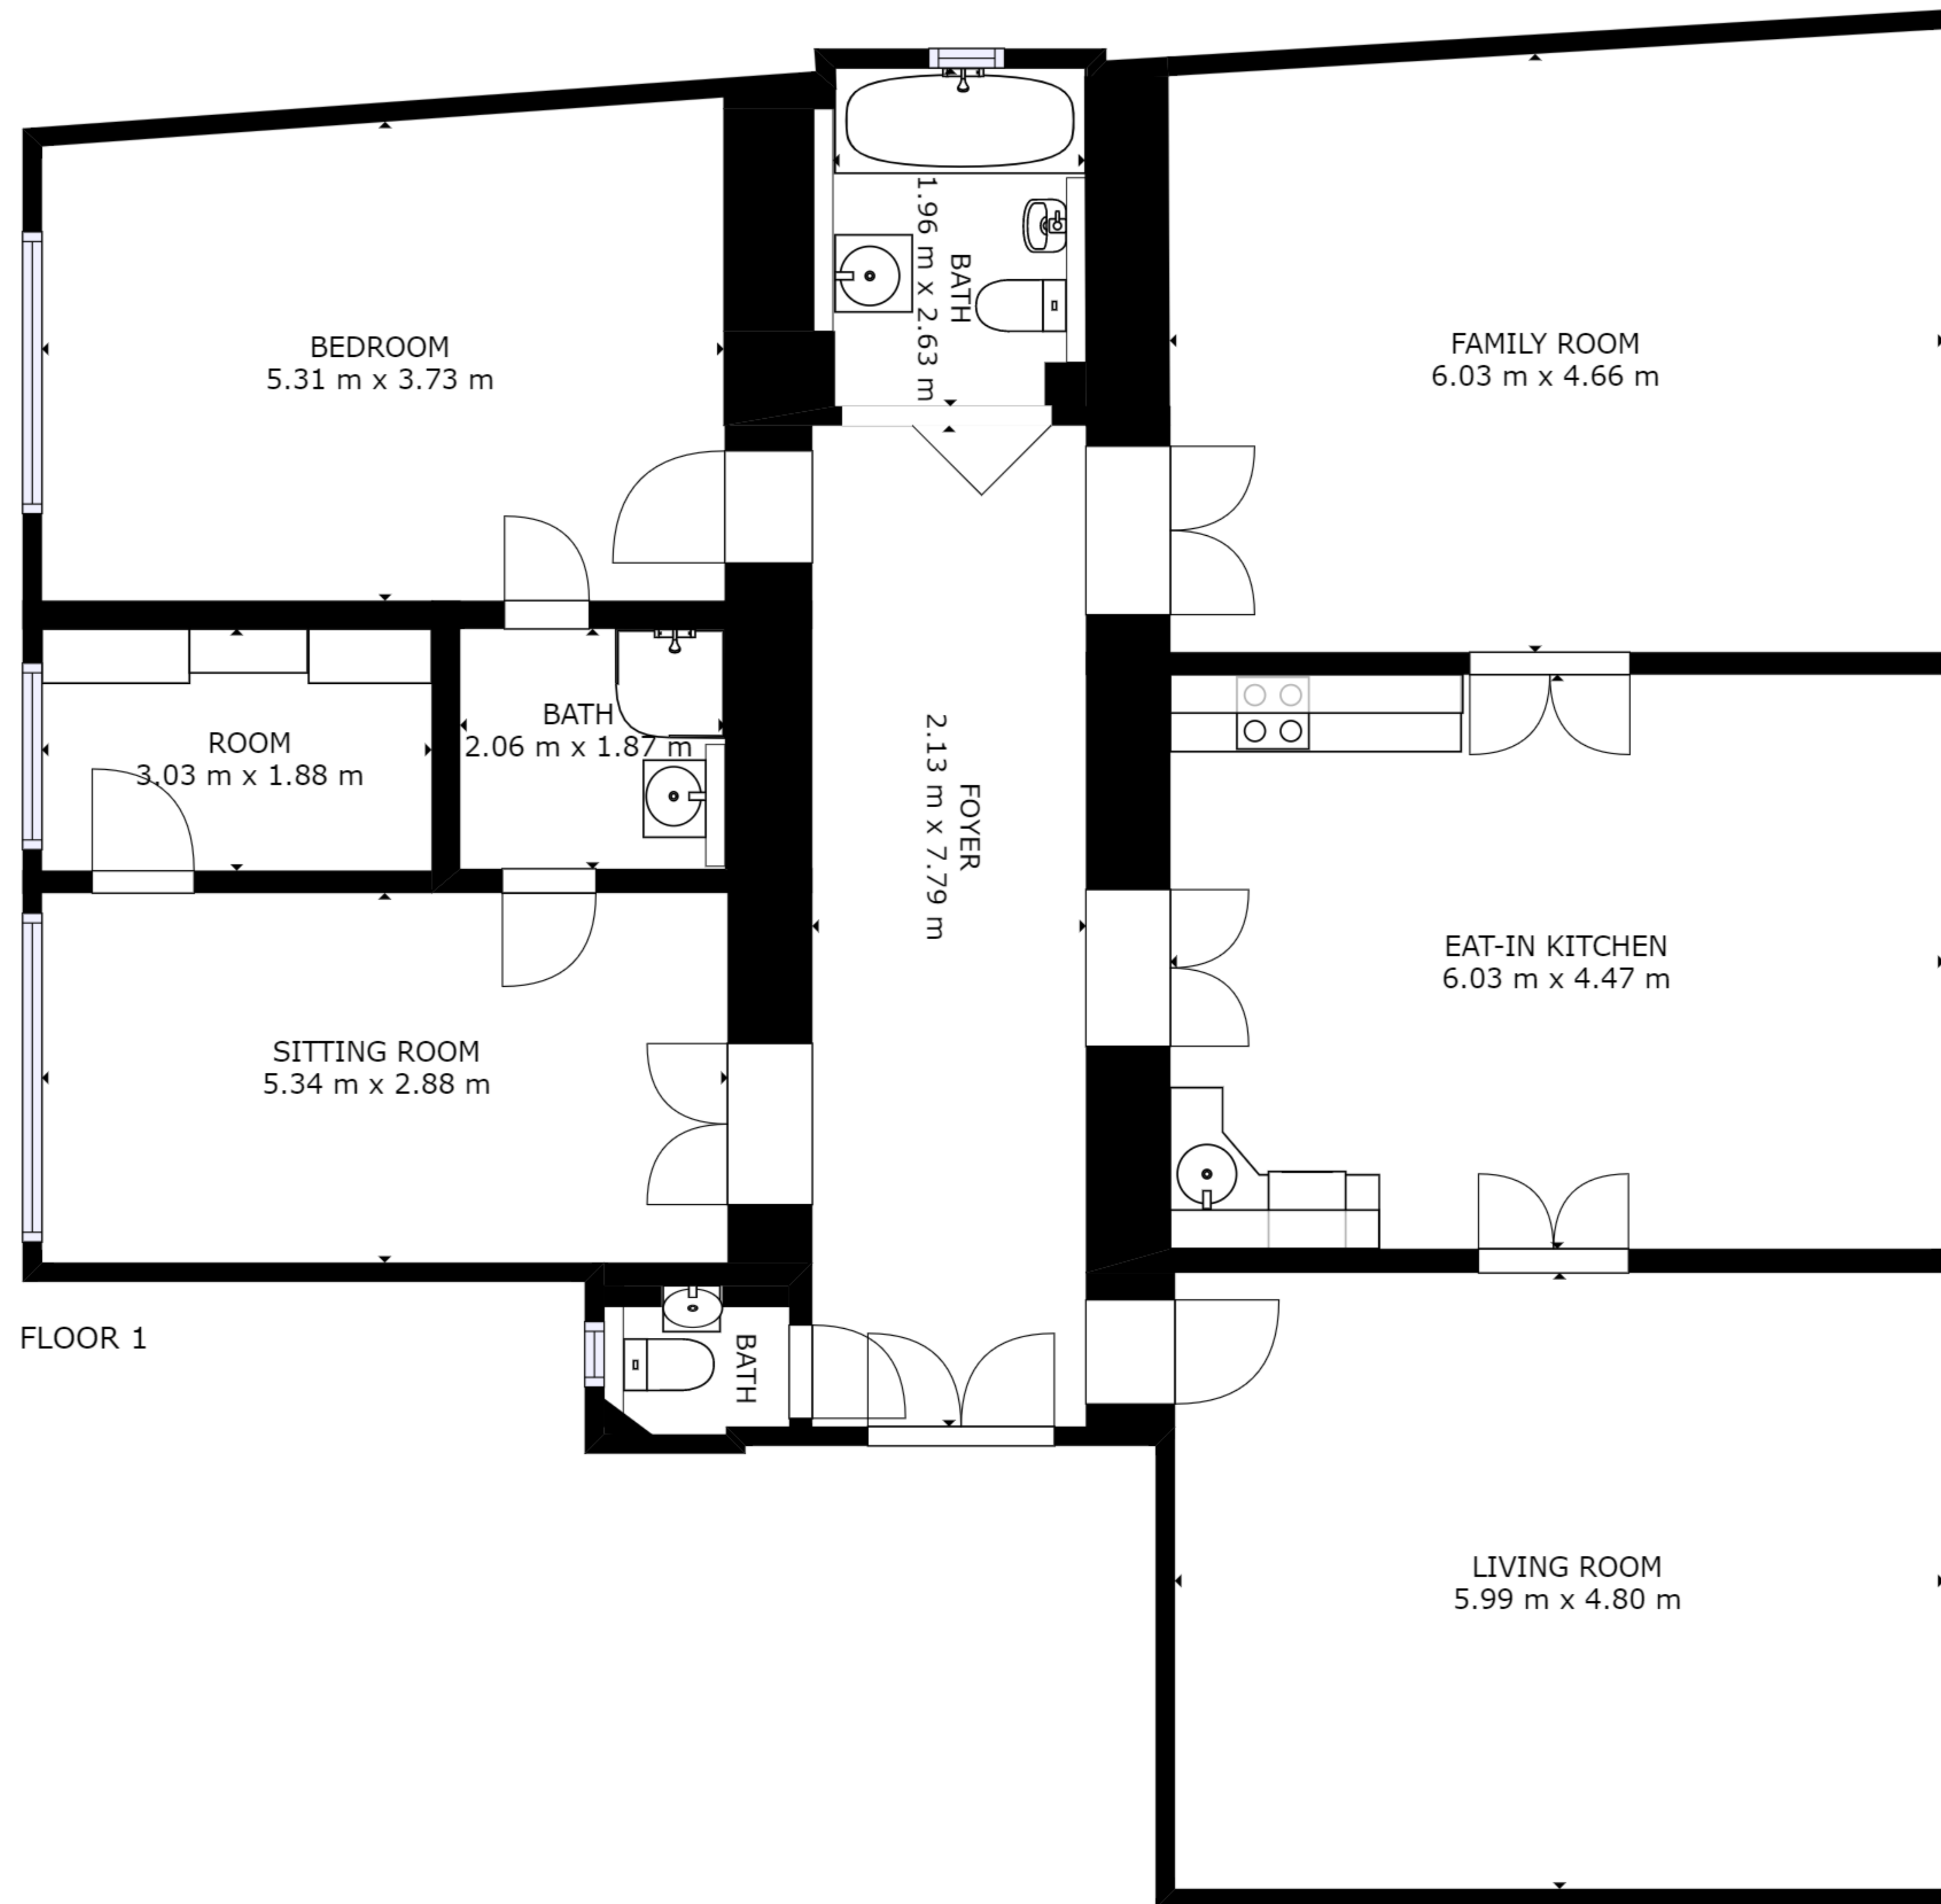 BATH
1.96 m x 2.63 m
BEDROOM
5.31 m x 3.73 m
FAMILY ROOM
6.03 m x 4.66 m
ROOM
3.03 m x 1.88 m
BATH
2.06 m x 1.87 m
FOYER
2.13 m x 7.79 m
EAT-IN KITCHEN
6.03 m x 4.47 m
SITTING ROOM
5.34 m x 2.88 m
FLOOR 1
BATH
LIVING ROOM
5.99 m x 4.80 m